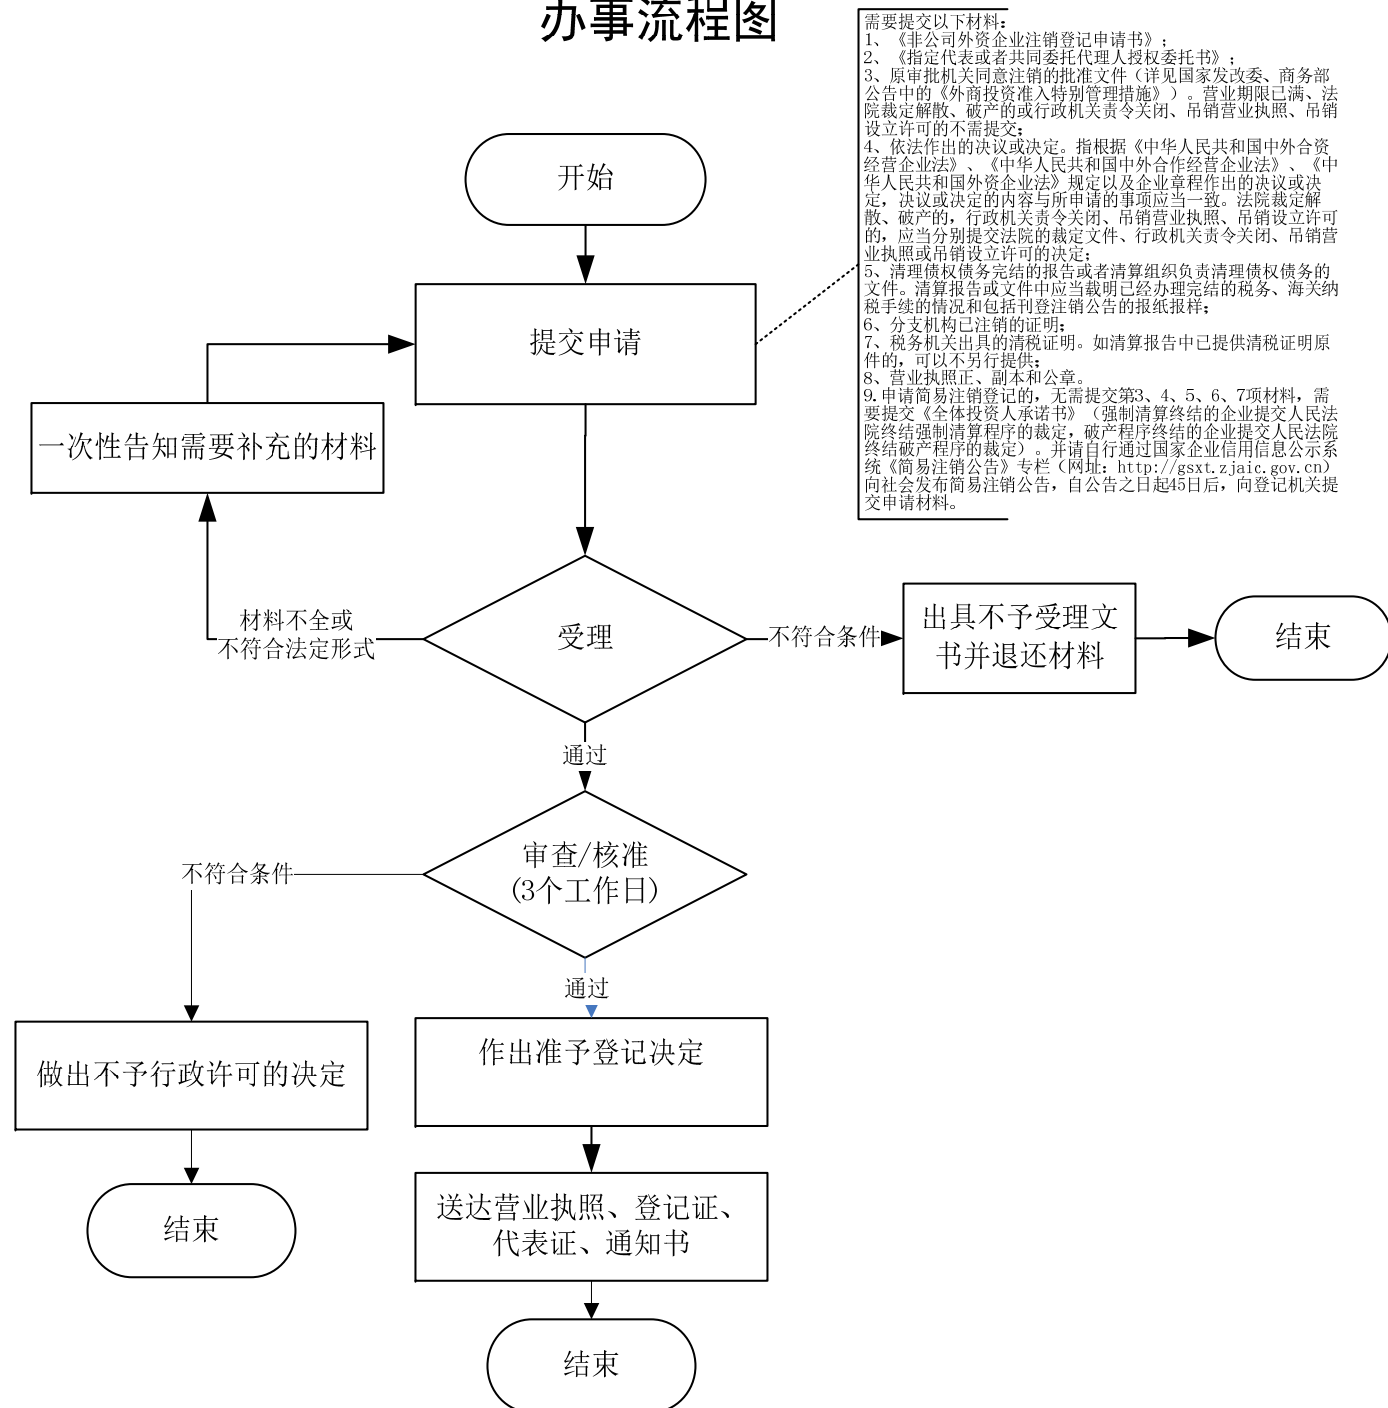 办事流程图
需要提交以下材料：
1、《非公司外资企业注销登记申请书》；
2、《指定代表或者共同委托代理人授权委托书》；
3、原审批机关同意注销的批准文件（详见国家发改委、商务部
公告中的《外商投资准入特别管理措施》）。营业期限已满、法
院裁定解散、破产的或行政机关责令关闭、吊销营业执照、吊销
设立许可的不需提交；
4、依法作出的决议或决定。指根据《中华人民共和国中外合资
经营企业法》、《中华人民共和国中外合作经营企业法》、《中
华人民共和国外资企业法》规定以及企业章程作出的决议或决
定，决议或决定的内容与所申请的事项应当一致。法院裁定解
散、破产的，行政机关责令关闭、吊销营业执照、吊销设立许可
的，应当分别提交法院的裁定文件、行政机关责令关闭、吊销营
业执照或吊销设立许可的决定；
5、清理债权债务完结的报告或者清算组织负责清理债权债务的
文件。清算报告或文件中应当载明已经办理完结的税务、海关纳
税手续的情况和包括刊登注销公告的报纸报样；
6、分支机构已注销的证明；
7、税务机关出具的清税证明。如清算报告中已提供清税证明原
件的，可以不另行提供；
8、营业执照正、副本和公章。
9.申请简易注销登记的，无需提交第3、4、5、6、7项材料，需
要提交《全体投资人承诺书》（强制清算终结的企业提交人民法
院终结强制清算程序的裁定，破产程序终结的企业提交人民法院
终结破产程序的裁定）。并请自行通过国家企业信用信息公示系
统《简易注销公告》专栏（网址：http://gsxt.zjaic.gov.cn）
向社会发布简易注销公告，自公告之日起45日后，向登记机关提
交申请材料。
开始
提交申请
一次性告知需要补充的材料
材料不全或
不符合法定形式
受理
不符合条件
出具不予受理文
书并退还材料
结束
通过
审查/核准
(3个工作日)
不符合条件
通过
做出不予行政许可的决定
作出准予登记决定
送达营业执照、登记证、
代表证、通知书
结束
结束